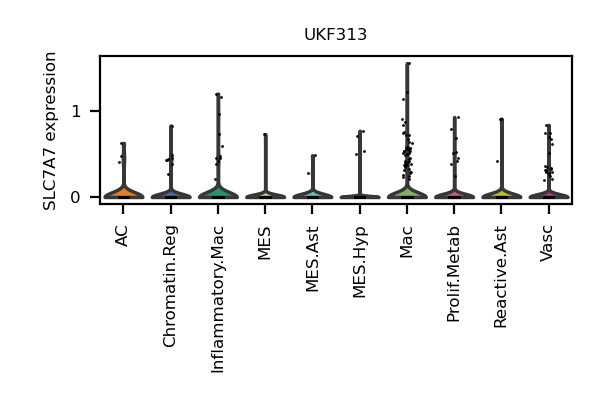 UKF313
SLC7A7 expression
1
0
AC
Chromatin.Reg
Inflammatory.Mac
MES
MES.Ast
MES.Hyp
Mac
Prolif.Metab
Reactive.Ast
Vasc